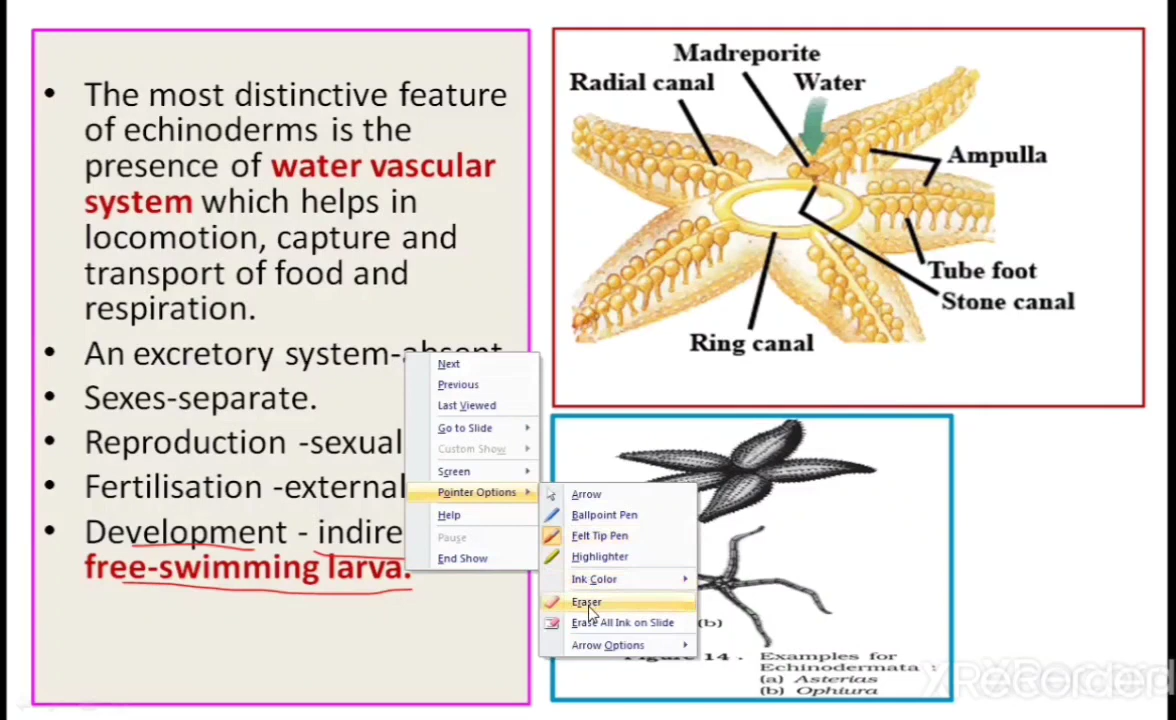 • The most distinctive feature
of echinoderms is the
presence of water vascular
system which helps in
locomotion, capture and
transport of food and
respiration.
• An excretory system-absent
• Sexes-separate.
• Reproduction -sexual
• Fertilisation -external
• Development - indire
free-swimming larva.
Madreporite
Radial canal
Water
Ampulla
Tube foot
Stone canal
Ring canal
Next
Previous
Last Viewed
Go to Slide
Custom Show
Screen
Pointer Options
Help
Pause
End Show
Arrow
Ballpoint Pen
Felt Tip Pen
Highlighter
Ink Color
Eraser
Erase All Ink on Slide
Arrow Options
(b)
Figure 14 . Examples for
Echinodermata :
(a) Asterias
(b) Ophiura
XRecorder